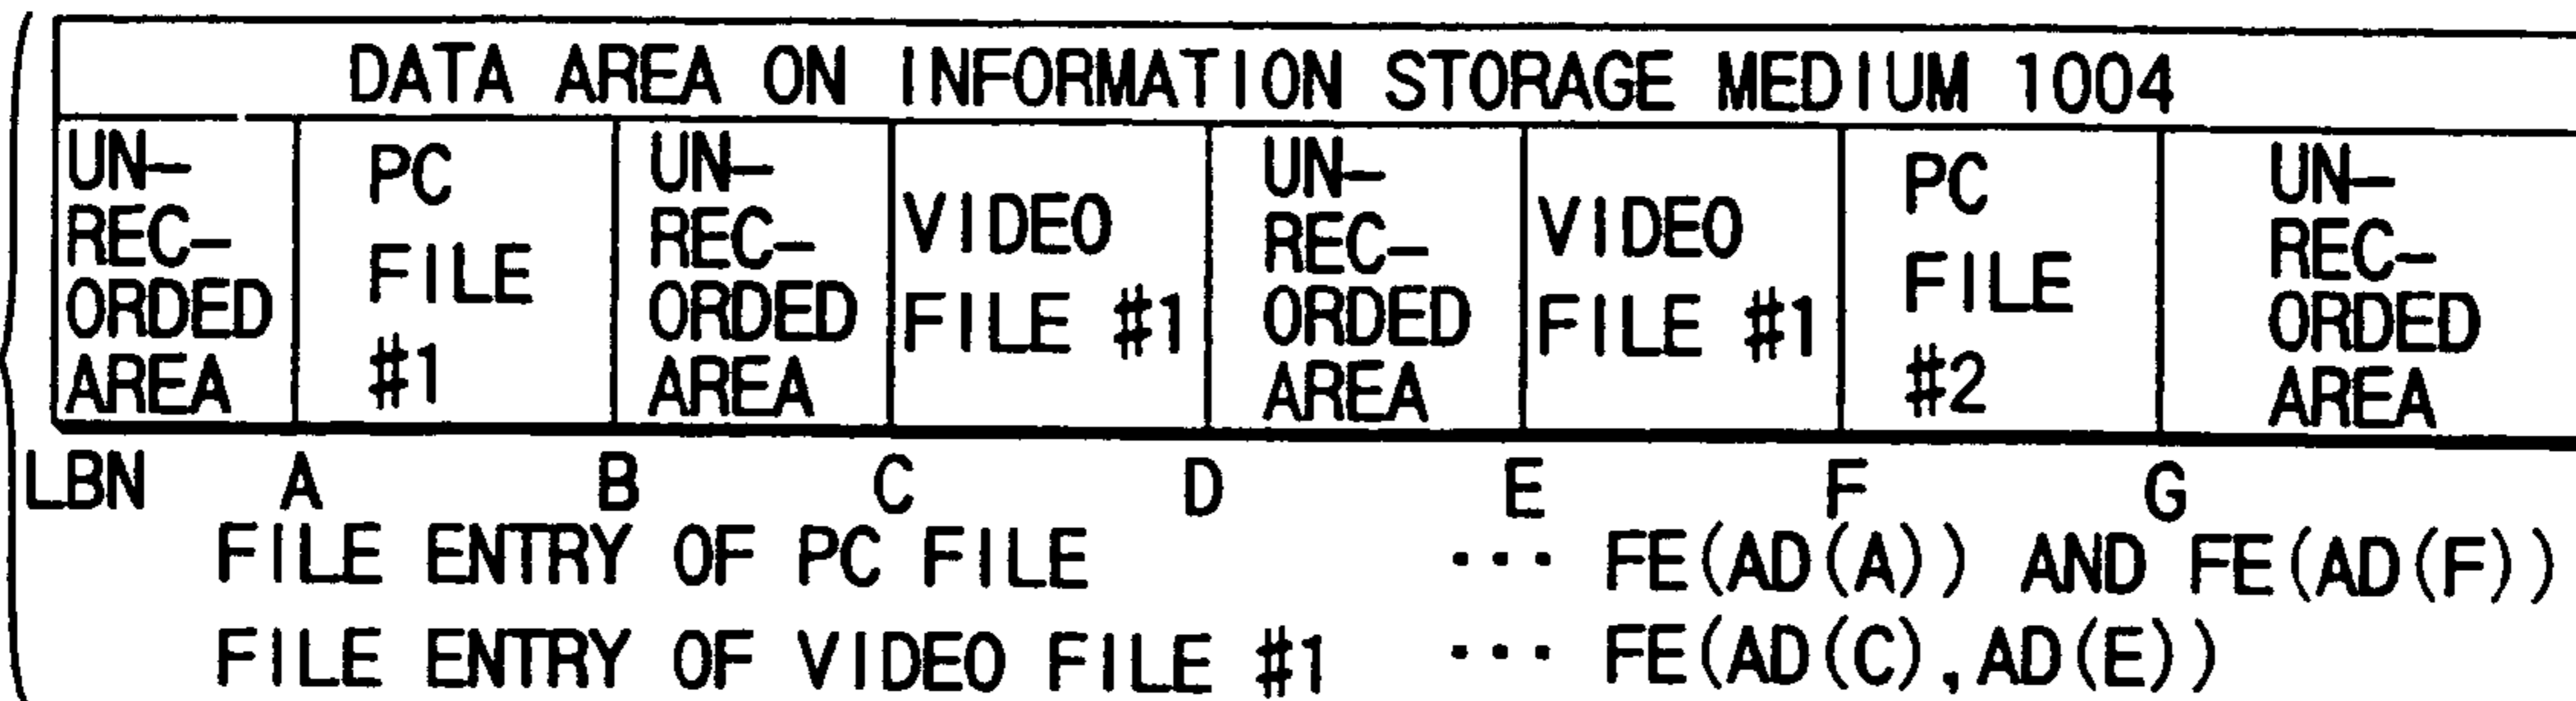 DATA AREA ON INFORMATION STORAGE MEDIUM 1004
UN-
REC-
ORDED
AREA
PC
FILE
#1
UN-
REC-
ORDED
AREA
VIDEO
FILE #1
UN-
REC-
ORDED
AREA
VIDEO
FILE #1
PC
FILE
#2
UN-
REC-
ORDED
AREA
LBN A B C D E F G
FILE ENTRY OF PC FILE ··· FE(AD(A)) AND FE(AD(F))
FILE ENTRY OF VIDEO FILE #1 ··· FE(AD(C),AD(E))